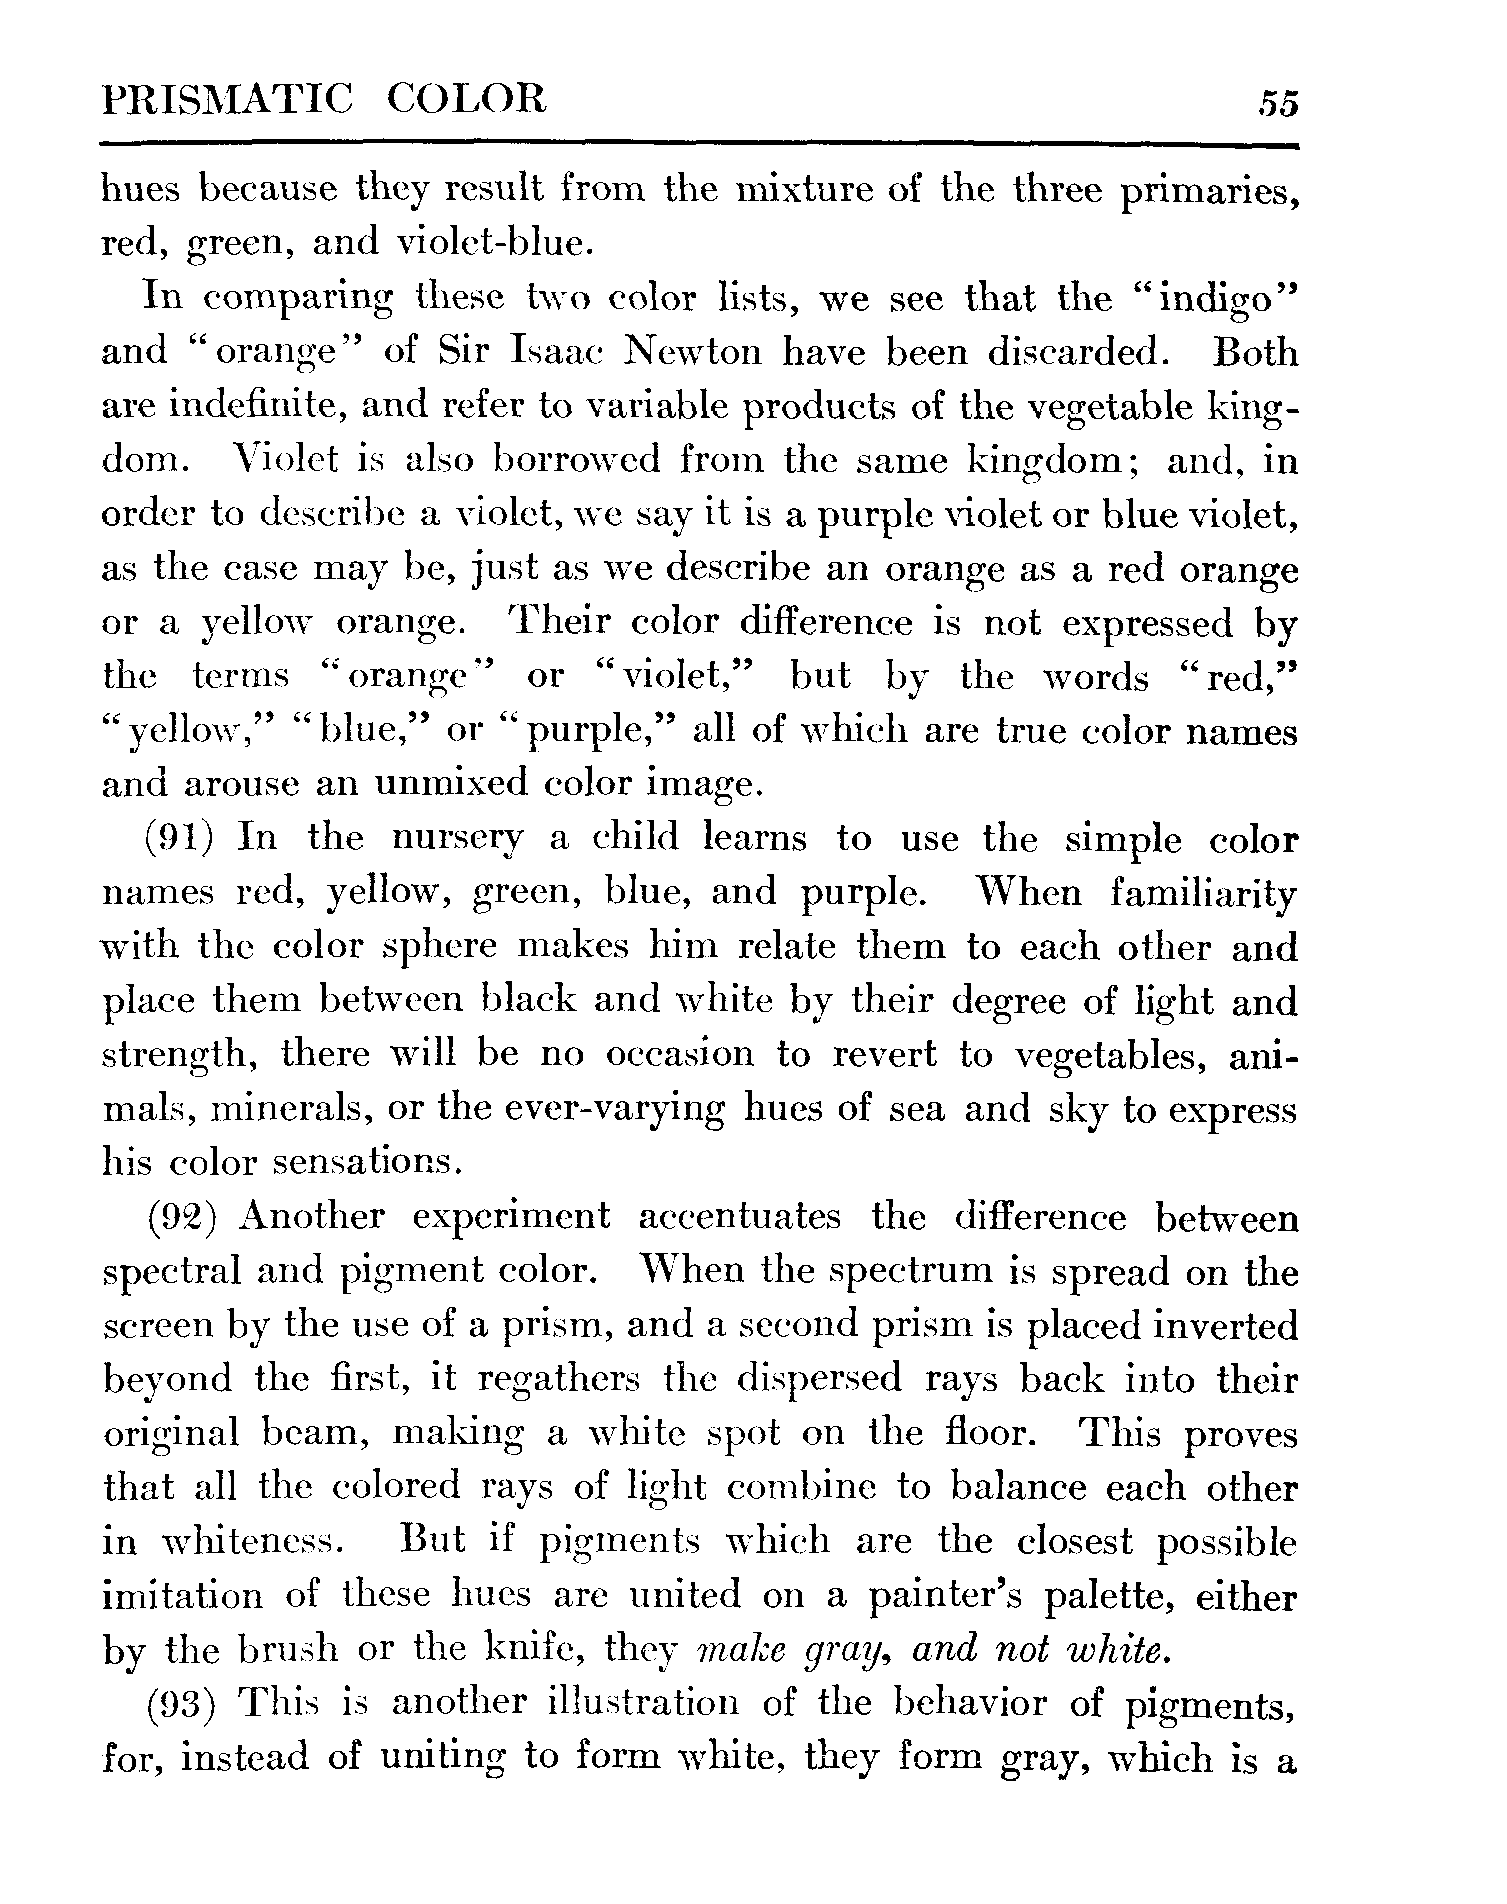 PRISMATIC COLOR 55
hues because they result from the mixture of the three primaries,
red, green, and violet-blue.
In comparing these two color lists, we see that the “indigo”
and “orange” of Sir Isaac Newton have been discarded. Both
are indefinite, and refer to variable products of the vegetable king-
dom. Violet is also borrowed from the same kingdom; and, in
order to describe a violet, we say it is a purple violet or blue violet,
as the case may be, just as we describe an orange as a red orange
or a yellow orange. Their color difference is not expressed by
the terms “orange” or “violet,” but by the words “red,”
“yellow,” “blue,” or “purple,” all of which are true color names
and arouse an unmixed color image.
(91) In the nursery a child learns to use the simple color
names red, yellow, green, blue, and purple. When familiarity
with the color sphere makes him relate them to each other and
place them between black and white by their degree of light and
strength, there will be no occasion to revert to vegetables, ani-
mals, minerals, or the ever-varying hues of sea and sky to express
his color sensations.
(92) Another experiment accentuates the difference between
spectral and pigment color. When the spectrum is spread on the
screen by the use of a prism, and a second prism is placed inverted
beyond the first, it regathers the dispersed rays back into their
original beam, making a white spot on the floor. This proves
that all the colored rays of light combine to balance each other
in whiteness. But if pigments which are the closest possible
imitation of these hues are united on a painter’s palette, either
by the brush or the knife, they make gray, and not white.
(93) This is another illustration of the behavior of pigments,
for, instead of uniting to form white, they form gray, which is a